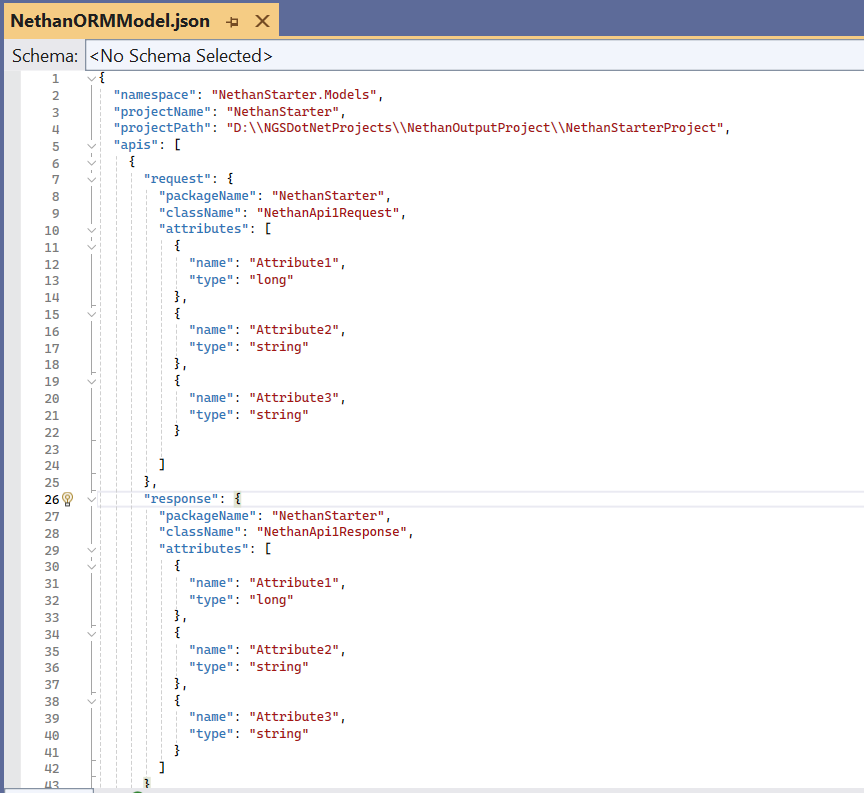 NethanORMModel.json
Schema: <No Schema Selected>
1 {
2 "namespace": "NethanStarter.Models",
3 "projectName": "NethanStarter",
4 "projectPath": "D:\\NGSDotNetProjects\\NethanOutputProject\\NethanStarterProject",
5 "apis": [
6 {
7 "request": {
8 "packageName": "NethanStarter",
9 "className": "NethanApi1Request",
10 "attributes": [
11 {
12 "name": "Attribute1",
13 "type": "long"
14 },
15 {
16 "name": "Attribute2",
17 "type": "string"
18 },
19 {
20 "name": "Attribute3",
21 "type": "string"
22 }
23
24 ]
25 },
26 "response": {
27 "packageName": "NethanStarter",
28 "className": "NethanApi1Response",
29 "attributes": [
30 {
31 "name": "Attribute1",
32 "type": "long"
33 },
34 {
35 "name": "Attribute2",
36 "type": "string"
37 },
38 {
39 "name": "Attribute3",
40 "type": "string"
41 }
42 ]
43 }